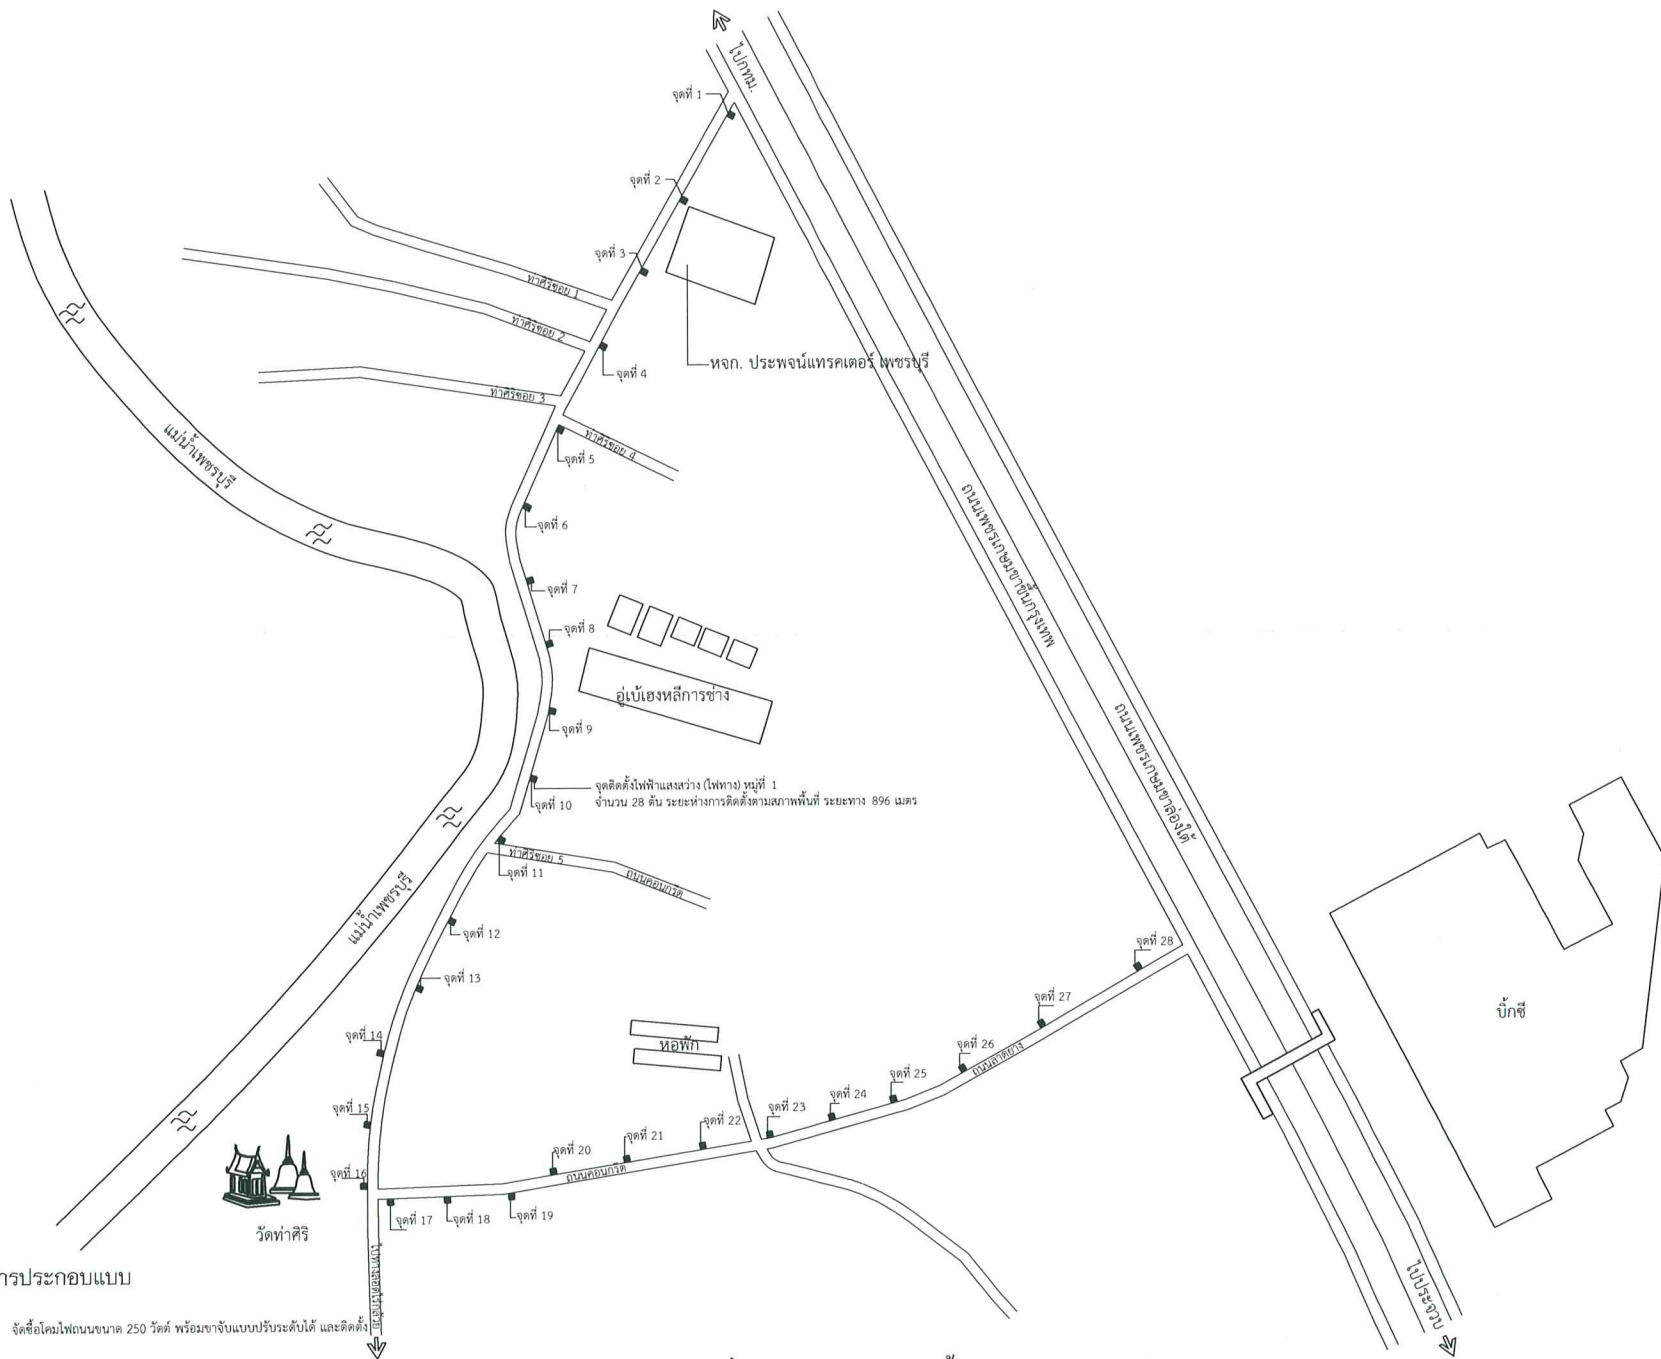 ไปกทม.
จุดที่ 1
จุดที่ 2
จุดที่ 3
ท่าศิริซอย 1
ท่าศิริซอย 2
จุดที่ 4
หจก. ประพจน์แทรคเตอร์ เพชรบุรี
ท่าศิริซอย 3
ท่าศิริซอย 4
จุดที่ 5
แม่น้ำเพชรบุรี
จุดที่ 6
ถนนเพชรเกษมขาขึ้นกรุงเทพ
จุดที่ 7
จุดที่ 8
อู่เบ้เฮงหลีการช่าง
จุดที่ 9
ถนนเพชรเกษมขาล่องใต้
จุดติดตั้งไฟฟ้าแสงสว่าง (ไฟทาง) หมู่ที่ 1
จำนวน 28 ต้น ระยะห่างการติดตั้งตามสภาพพื้นที่ ระยะทาง 896 เมตร
จุดที่ 10
ท่าศิริซอย 5
จุดที่ 11
ถนนคอนกรีต
แม่น้ำเพชรบุรี
จุดที่ 12
จุดที่ 28
จุดที่ 13
จุดที่ 27
บิ๊กซี
จุดที่ 14
หอพัก
จุดที่ 26
ถนนลาดยาง
จุดที่ 25
จุดที่ 24
จุดที่ 15
จุดที่ 23
จุดที่ 22
จุดที่ 21
จุดที่ 20
ถนนคอนกรีต
จุดที่ 16
จุดที่ 17
จุดที่ 18
จุดที่ 19
วัดท่าศิริ
ไปประจวบ
ารประกอบแบบ
จัดซื้อโคมไฟถนนขนาด 250 วัตต์ พร้อมขาจับแบบปรับระดับได้ และติดตั้ง